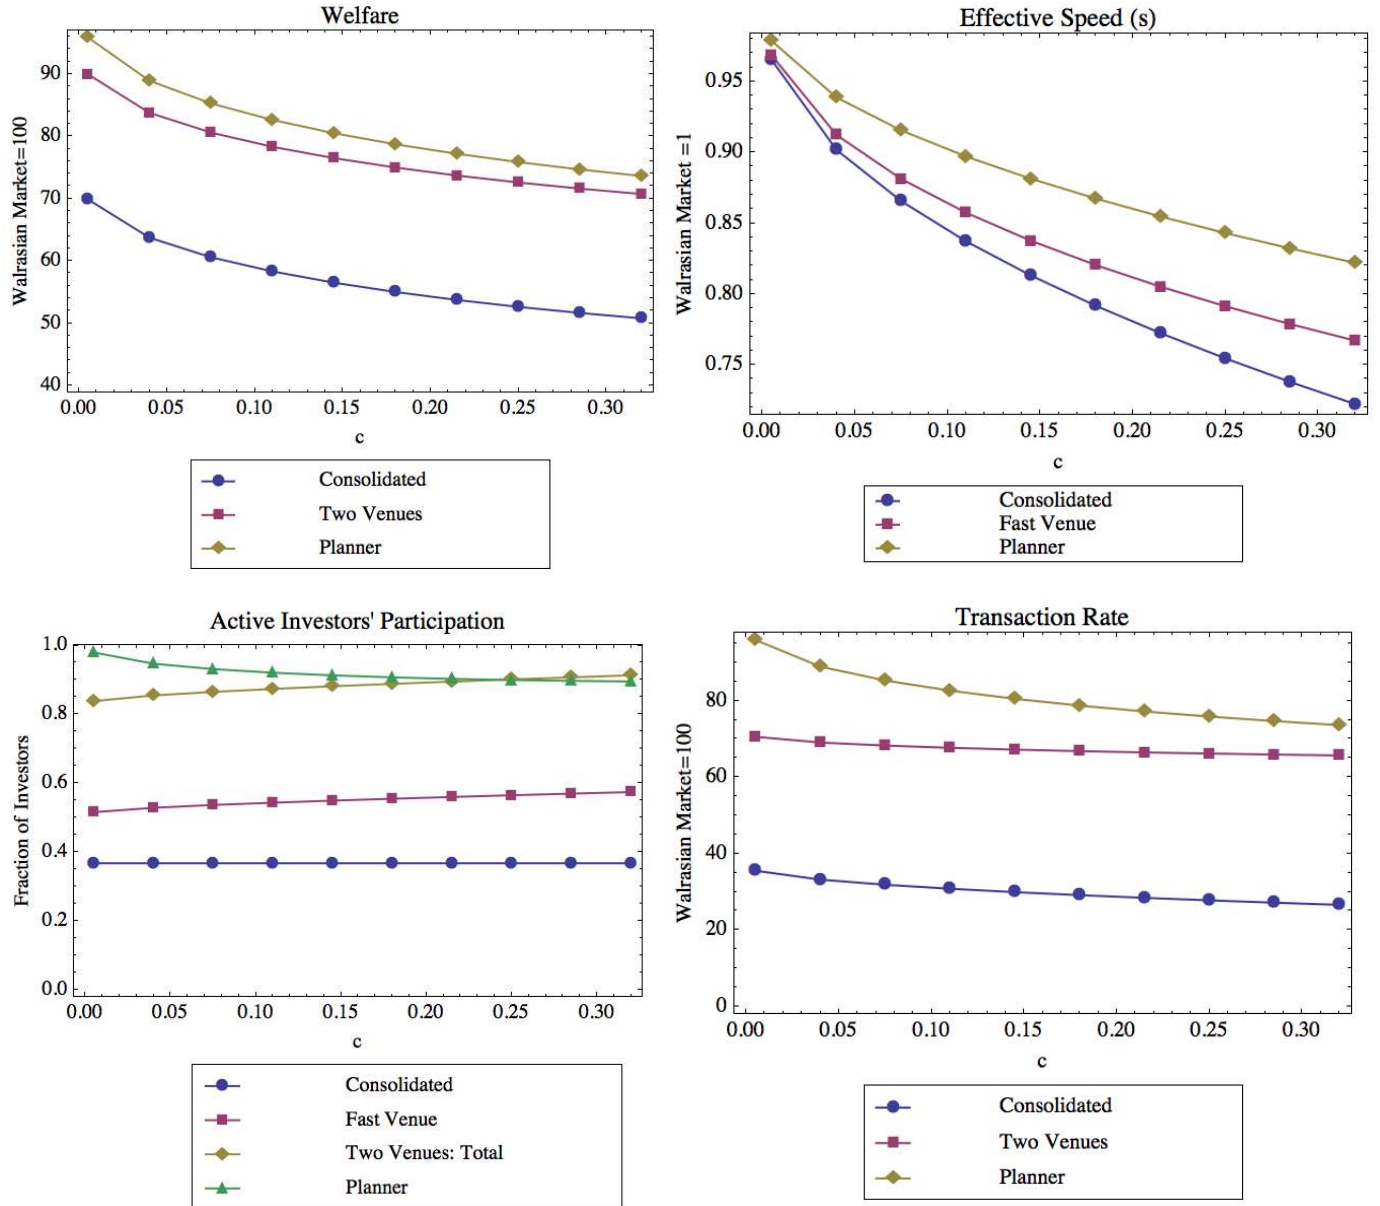 Welfare
Walrasian Market=100
90
80
70
60
50
40
0.00 0.05 0.10 0.15 0.20 0.25 0.30
c
Consolidated
Two Venues
Planner
Effective Speed (s)
Walrasian Market =1
0.95
0.90
0.85
0.80
0.75
0.00 0.05 0.10 0.15 0.20 0.25 0.30
c
Consolidated
Fast Venue
Planner
Active Investors' Participation
Fraction of Investors
1.0
0.8
0.6
0.4
0.2
0.0
0.00 0.05 0.10 0.15 0.20 0.25 0.30
c
Consolidated
Fast Venue
Two Venues: Total
Planner
Transaction Rate
Walrasian Market=100
80
60
40
20
0
0.00 0.05 0.10 0.15 0.20 0.25 0.30
c
Consolidated
Two Venues
Planner